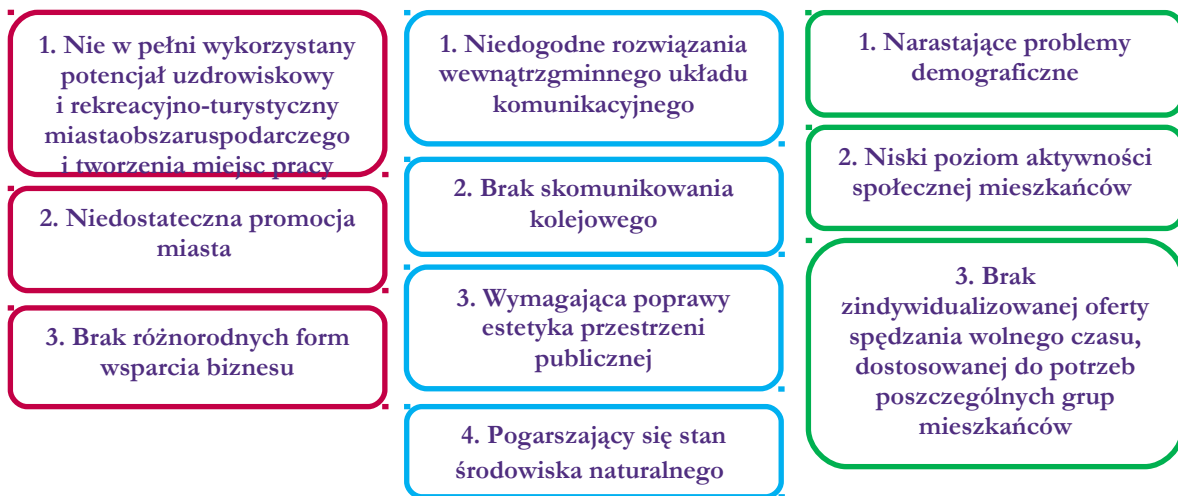 1. Nie w pełni wykorzystany
potencjał uzdrowiskowy
i rekreacyjno-turystyczny
miastaobszaruspodarczego
i tworzenia miejsc pracy
2. Niedostateczna promocja
miasta
3. Brak różnorodnych form
wsparcia biznesu
1. Niedogodne rozwiązania
wewnątrzgminnego układu
komunikacyjnego
2. Brak skomunikowania
kolejowego
3. Wymagająca poprawy
estetyka przestrzeni
publicznej
4. Pogarszający się stan
środowiska naturalnego
1. Narastające problemy
demograficzne
2. Niski poziom aktywności
społecznej mieszkańców
3. Brak
zindywidualizowanej oferty
spędzania wolnego czasu,
dostosowanej do potrzeb
poszczególnych grup
mieszkańców